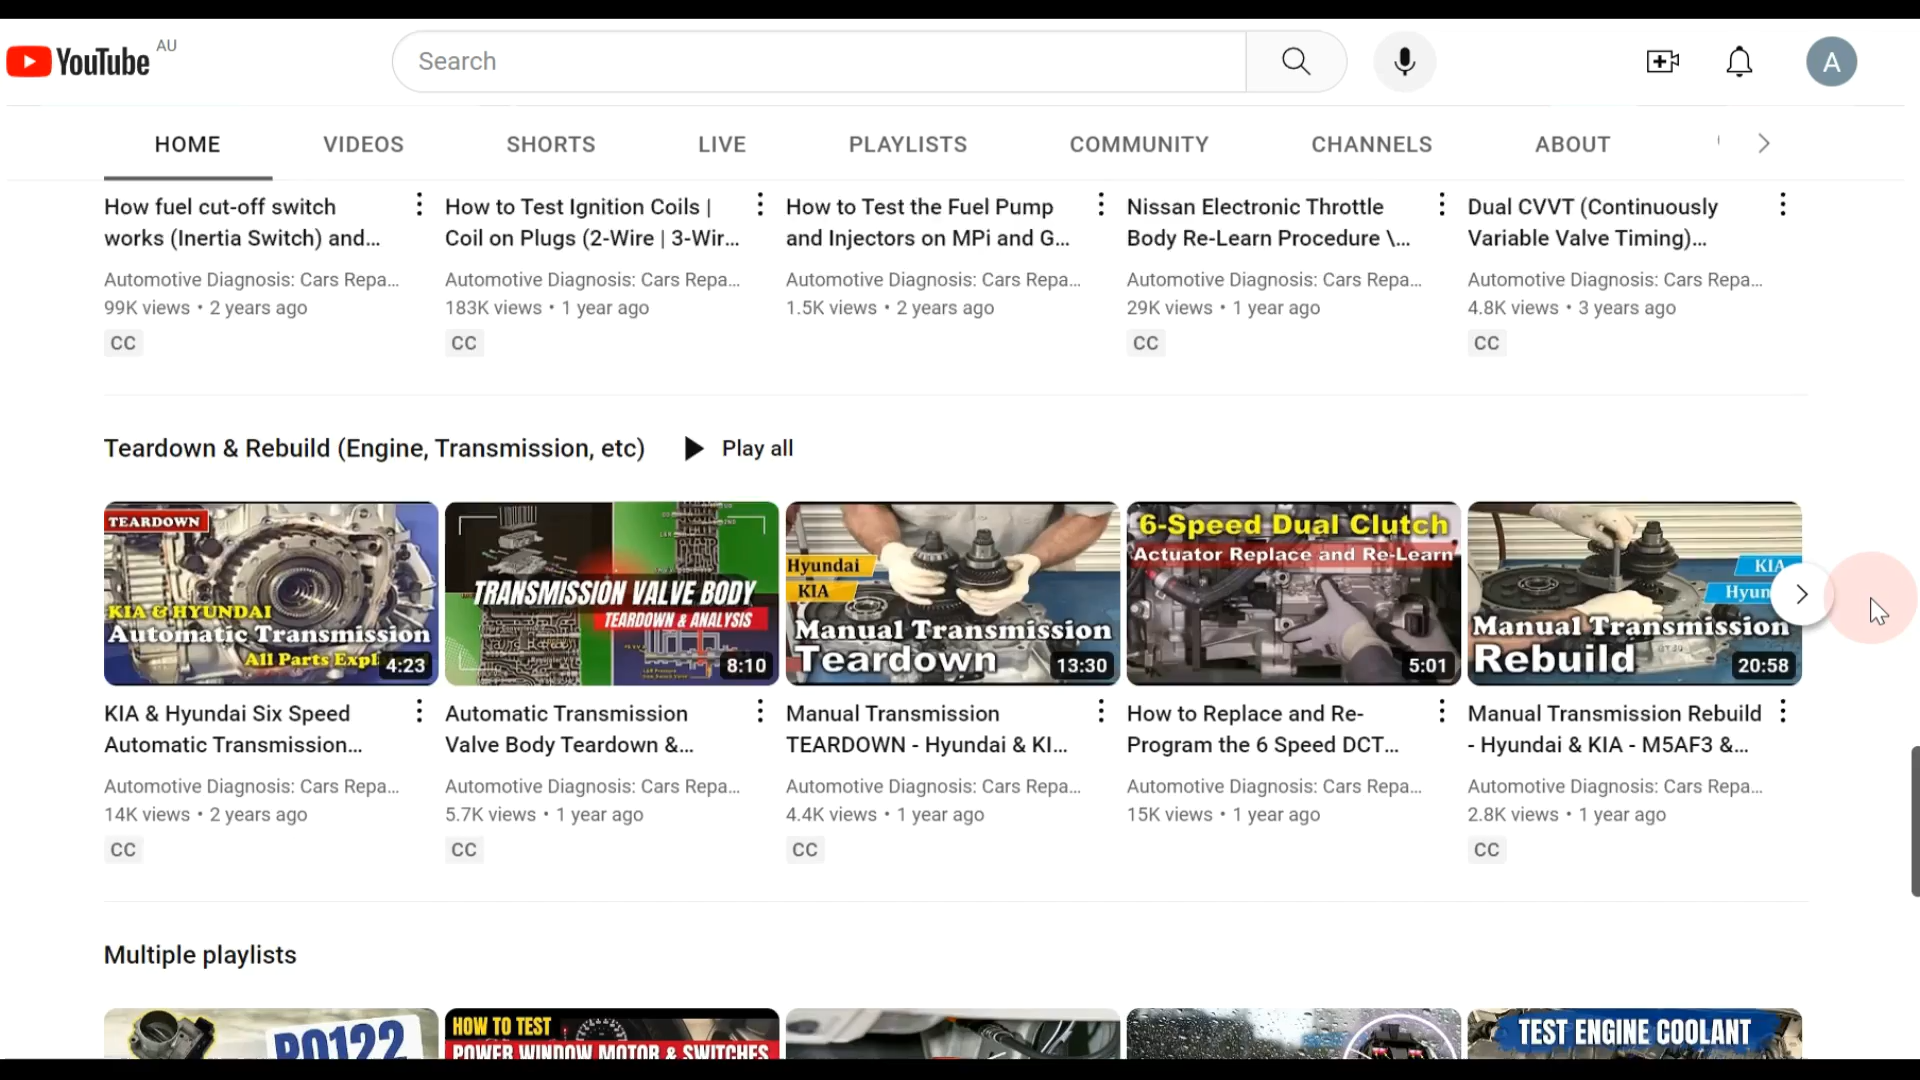 YouTube AU
Search
A
HOME VIDEOS SHORTS LIVE PLAYLISTS COMMUNITY CHANNELS ABOUT
How fuel cut-off switch
works (Inertia Switch) and...
Automotive Diagnosis: Cars Repa...
99K views • 2 years ago
CC
How to Test Ignition Coils |
Coil on Plugs (2-Wire | 3-Wir...
Automotive Diagnosis: Cars Repa...
183K views • 1 year ago
CC
How to Test the Fuel Pump
and Injectors on MPi and G...
Automotive Diagnosis: Cars Repa...
1.5K views • 2 years ago
Nissan Electronic Throttle
Body Re-Learn Procedure \...
Automotive Diagnosis: Cars Repa...
29K views • 1 year ago
CC
Dual CVVT (Continuously
Variable Valve Timing)...
Automotive Diagnosis: Cars Repa...
4.8K views • 3 years ago
CC
Teardown & Rebuild (Engine, Transmission, etc) Play all
TEARDOWN
KIA & HYUNDAI
Automatic Transmission
All Parts Expl
4:23
KIA & Hyundai Six Speed
Automatic Transmission...
Automotive Diagnosis: Cars Repa...
14K views • 2 years ago
CC
TRANSMISSION VALVE BODY
TEARDOWN & ANALYSIS
8:10
Automatic Transmission
Valve Body Teardown &...
Automotive Diagnosis: Cars Repa...
5.7K views • 1 year ago
CC
Hyundai
KIA
Manual Transmission
Teardown
13:30
Manual Transmission
TEARDOWN - Hyundai & KI...
Automotive Diagnosis: Cars Repa...
4.4K views • 1 year ago
CC
6-Speed Dual Clutch
Actuator Replace and Re-Learn
5:01
How to Replace and Re-
Program the 6 Speed DCT...
Automotive Diagnosis: Cars Repa...
15K views • 1 year ago
KIA
Hyun
Manual Transmission
Rebuild
20:58
Manual Transmission Rebuild
- Hyundai & KIA - M5AF3 &...
Automotive Diagnosis: Cars Repa...
2.8K views • 1 year ago
CC
Multiple playlists
P0122
HOW TO TEST
POWER WINDOW MOTOR & SWITCHES
TEST ENGINE COOLANT